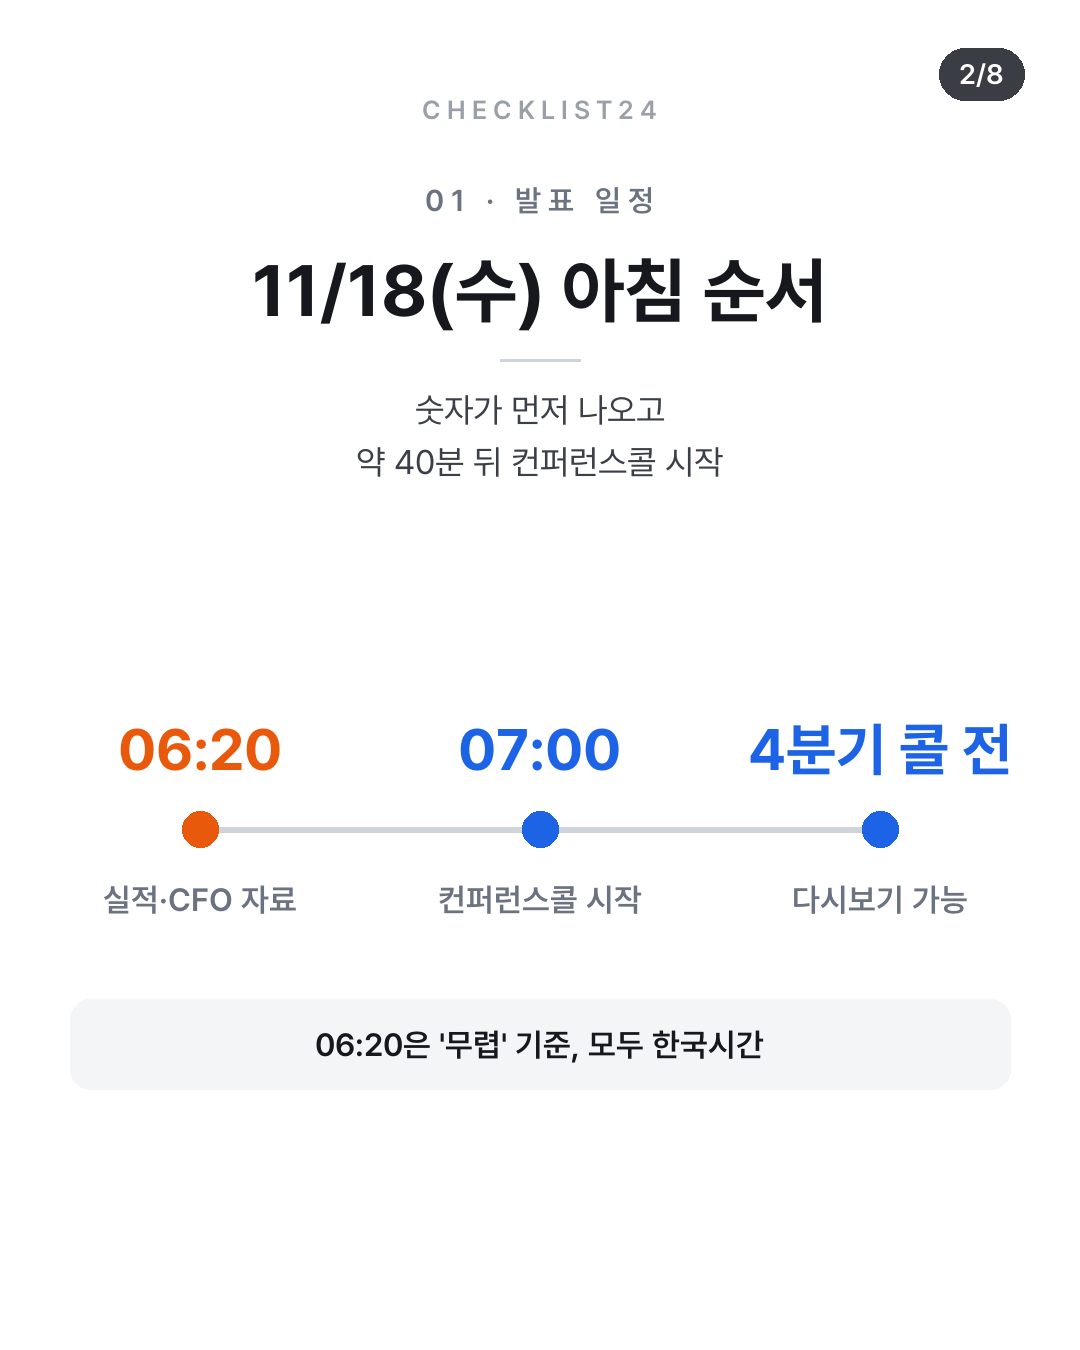 2/8
CHECKLIST24
01 · 발표 일정
11/18(수) 아침 순서
숫자가 먼저 나오고
약 40분 뒤 컨퍼런스콜 시작
06:20
07:00
4분기 콜 전
실적·CFO 자료
컨퍼런스콜 시작
다시보기 가능
06:20은 '무렵' 기준, 모두 한국시간